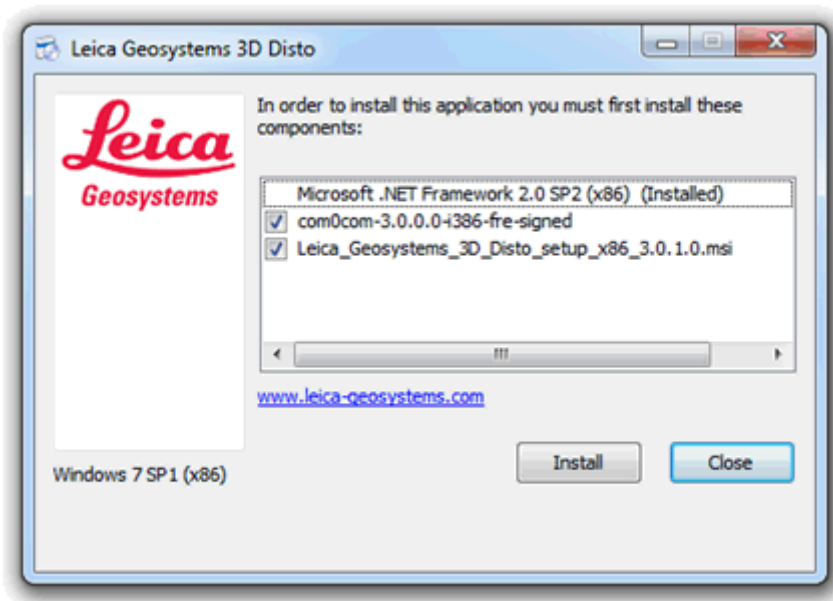 Leica Geosystems 3D Disto
Leica
Geosystems
In order to install this application you must first install these
components:
Microsoft .NET Framework 2.0 SP2 (x86) (Installed)
com0com-3.0.0.0-i386-fre-signed
Leica_Geosystems_3D_Disto_setup_x86_3.0.1.0.msi
www.leica-geosystems.com
Windows 7 SP1 (x86)
Install
Close